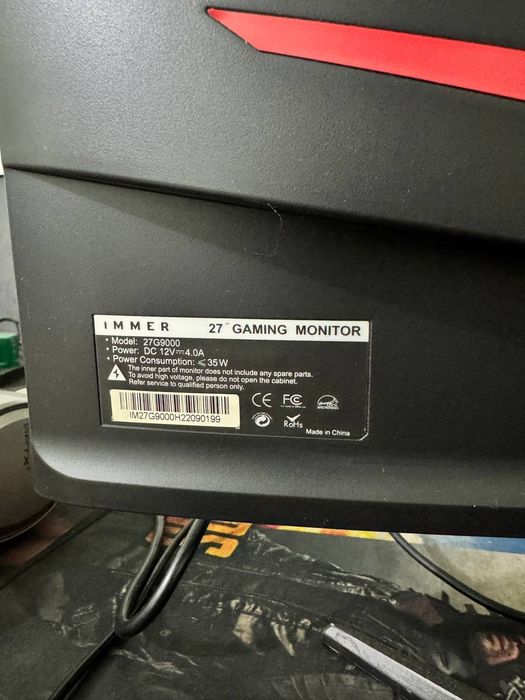 IMMER 27" GAMING MONITOR
• Model: 27G9000
• Power: DC 12V⎓4.0A
• Power Consumption: ⩽35W
The inner part of monitor does not include any spare parts.
To avoid high voltage, please do not open the cabinet.
Refer service to qualified person only.
IM27G9000H22090199
CE FC
RoHs
Made in China